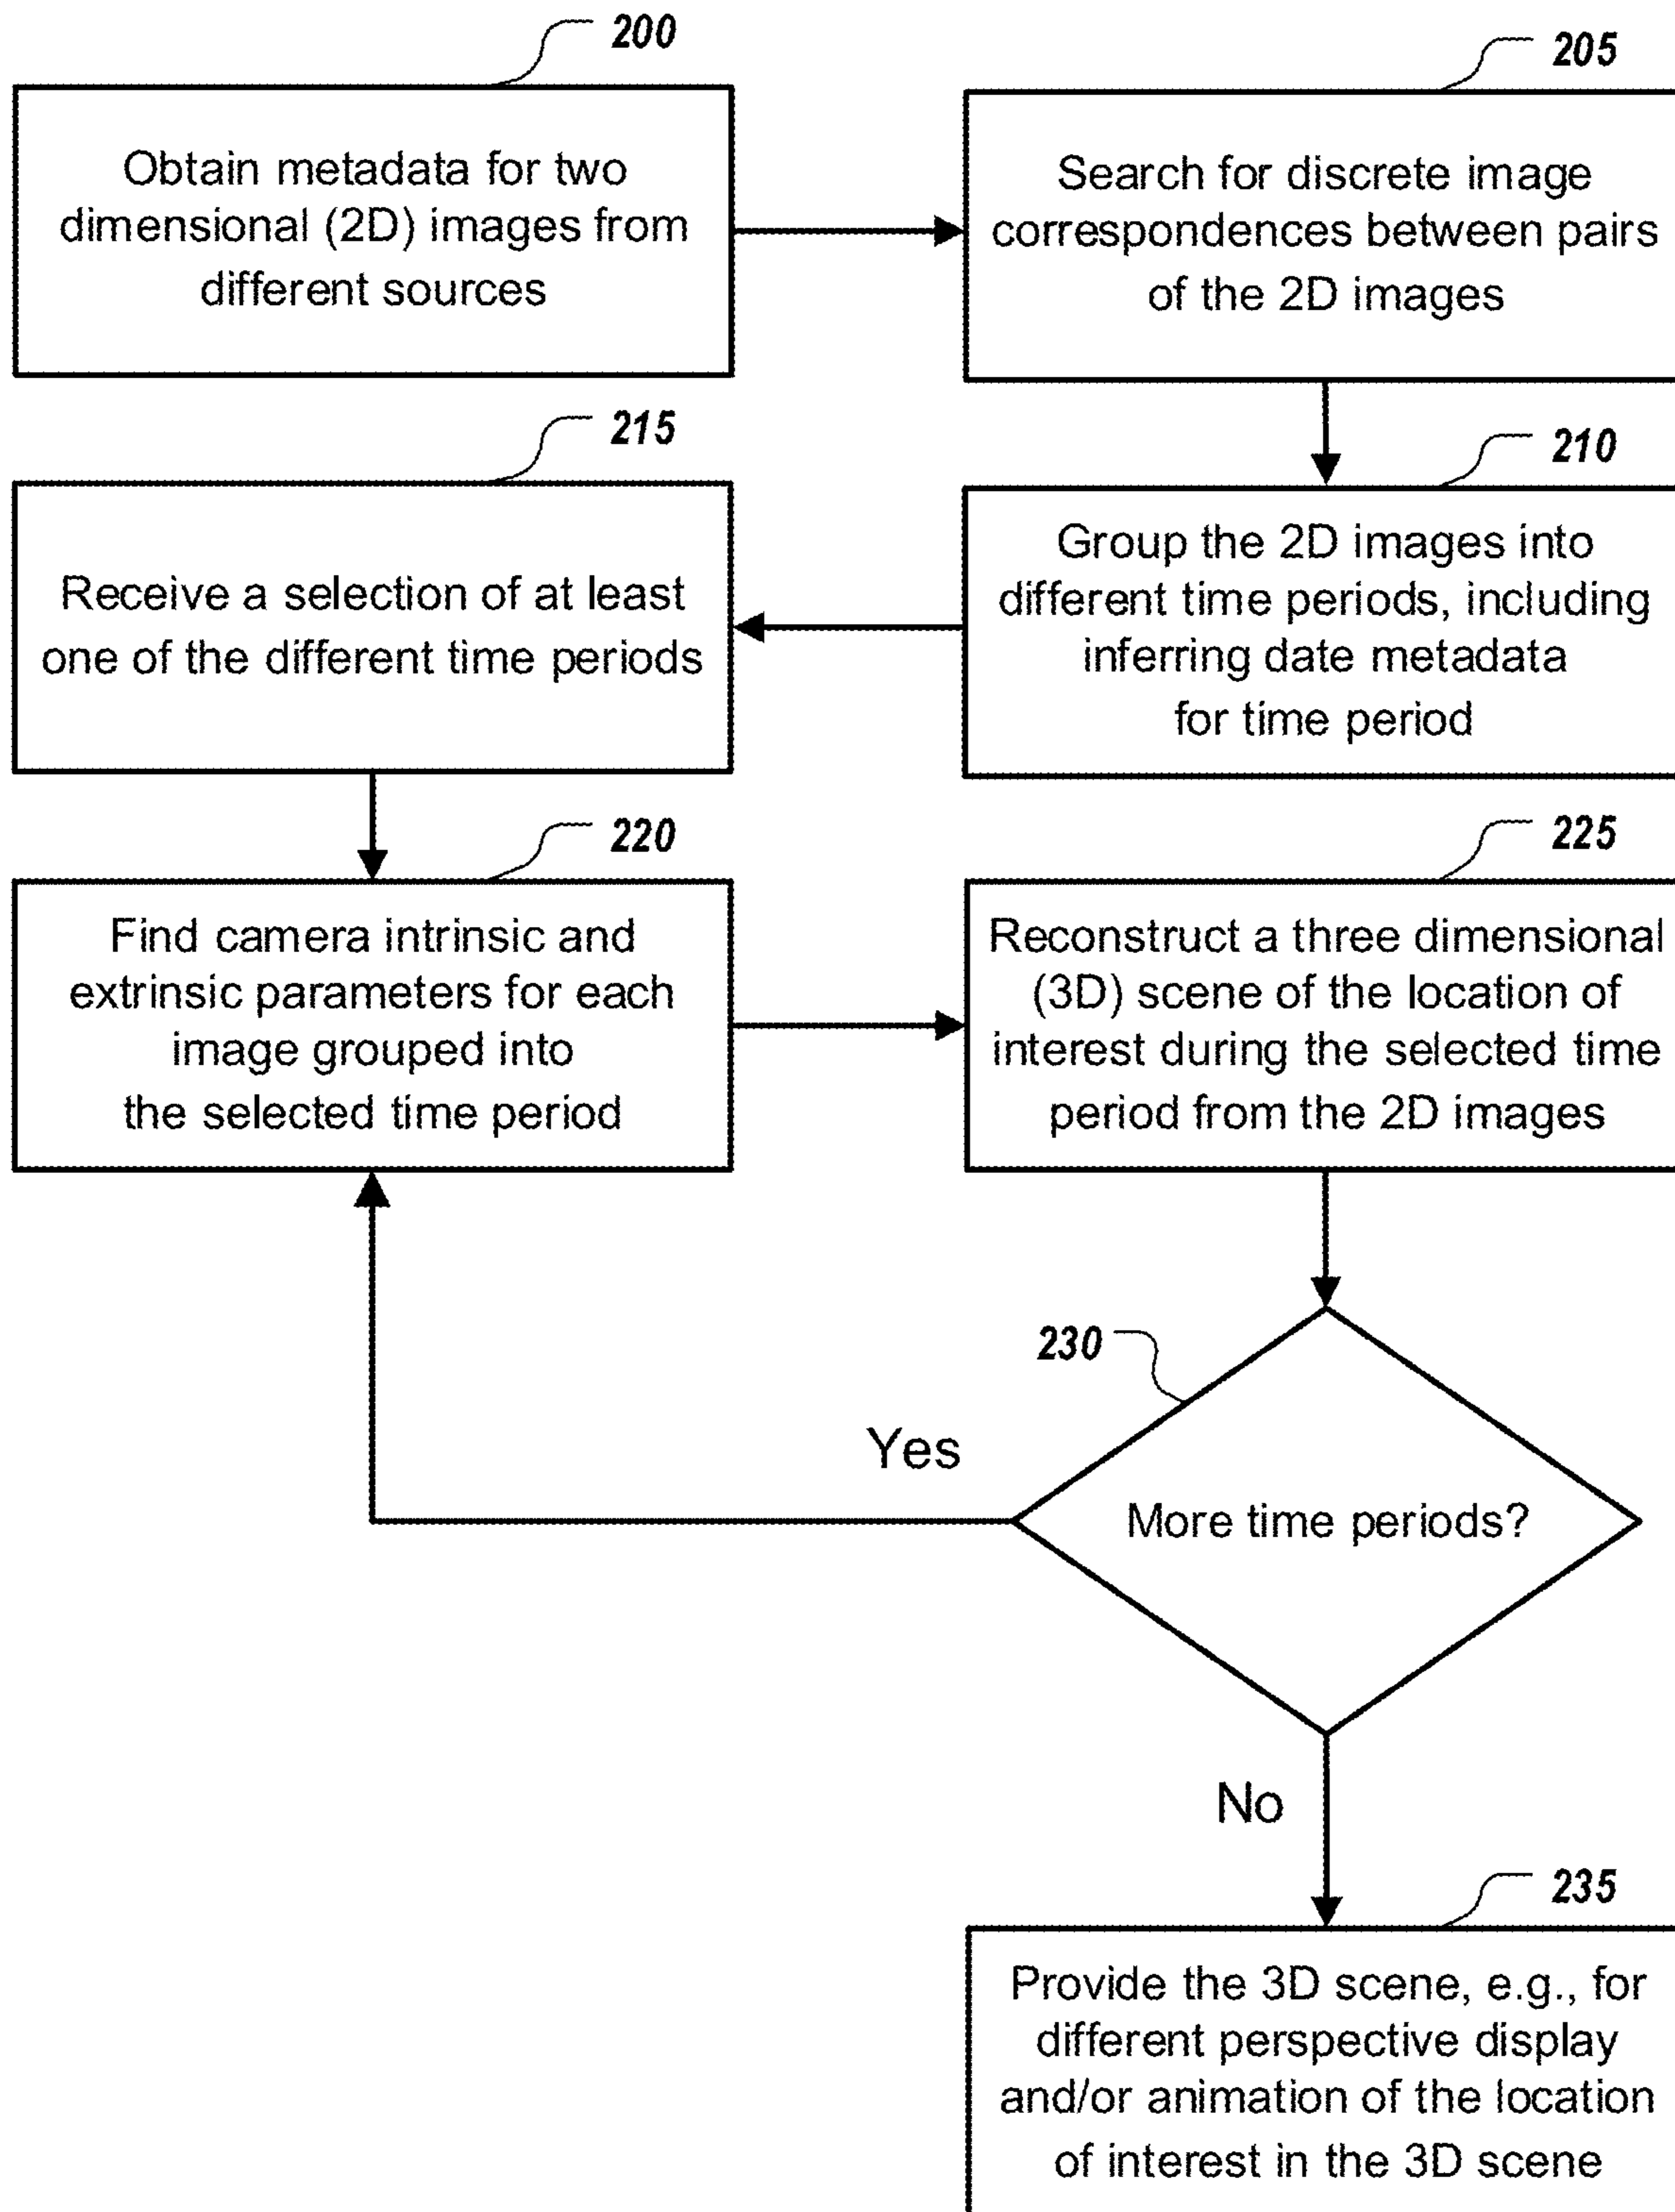 200
Obtain metadata for two
dimensional (2D) images from
different sources
205
Search for discrete image
correspondences between pairs
of the 2D images
210
Group the 2D images into
different time periods, including
inferring date metadata
for time period
215
Receive a selection of at least
one of the different time periods
220
Find camera intrinsic and
extrinsic parameters for each
image grouped into
the selected time period
225
Reconstruct a three dimensional
(3D) scene of the location of
interest during the selected time
period from the 2D images
230
More time periods?
Yes
No
235
Provide the 3D scene, e.g., for
different perspective display
and/or animation of the location
of interest in the 3D scene